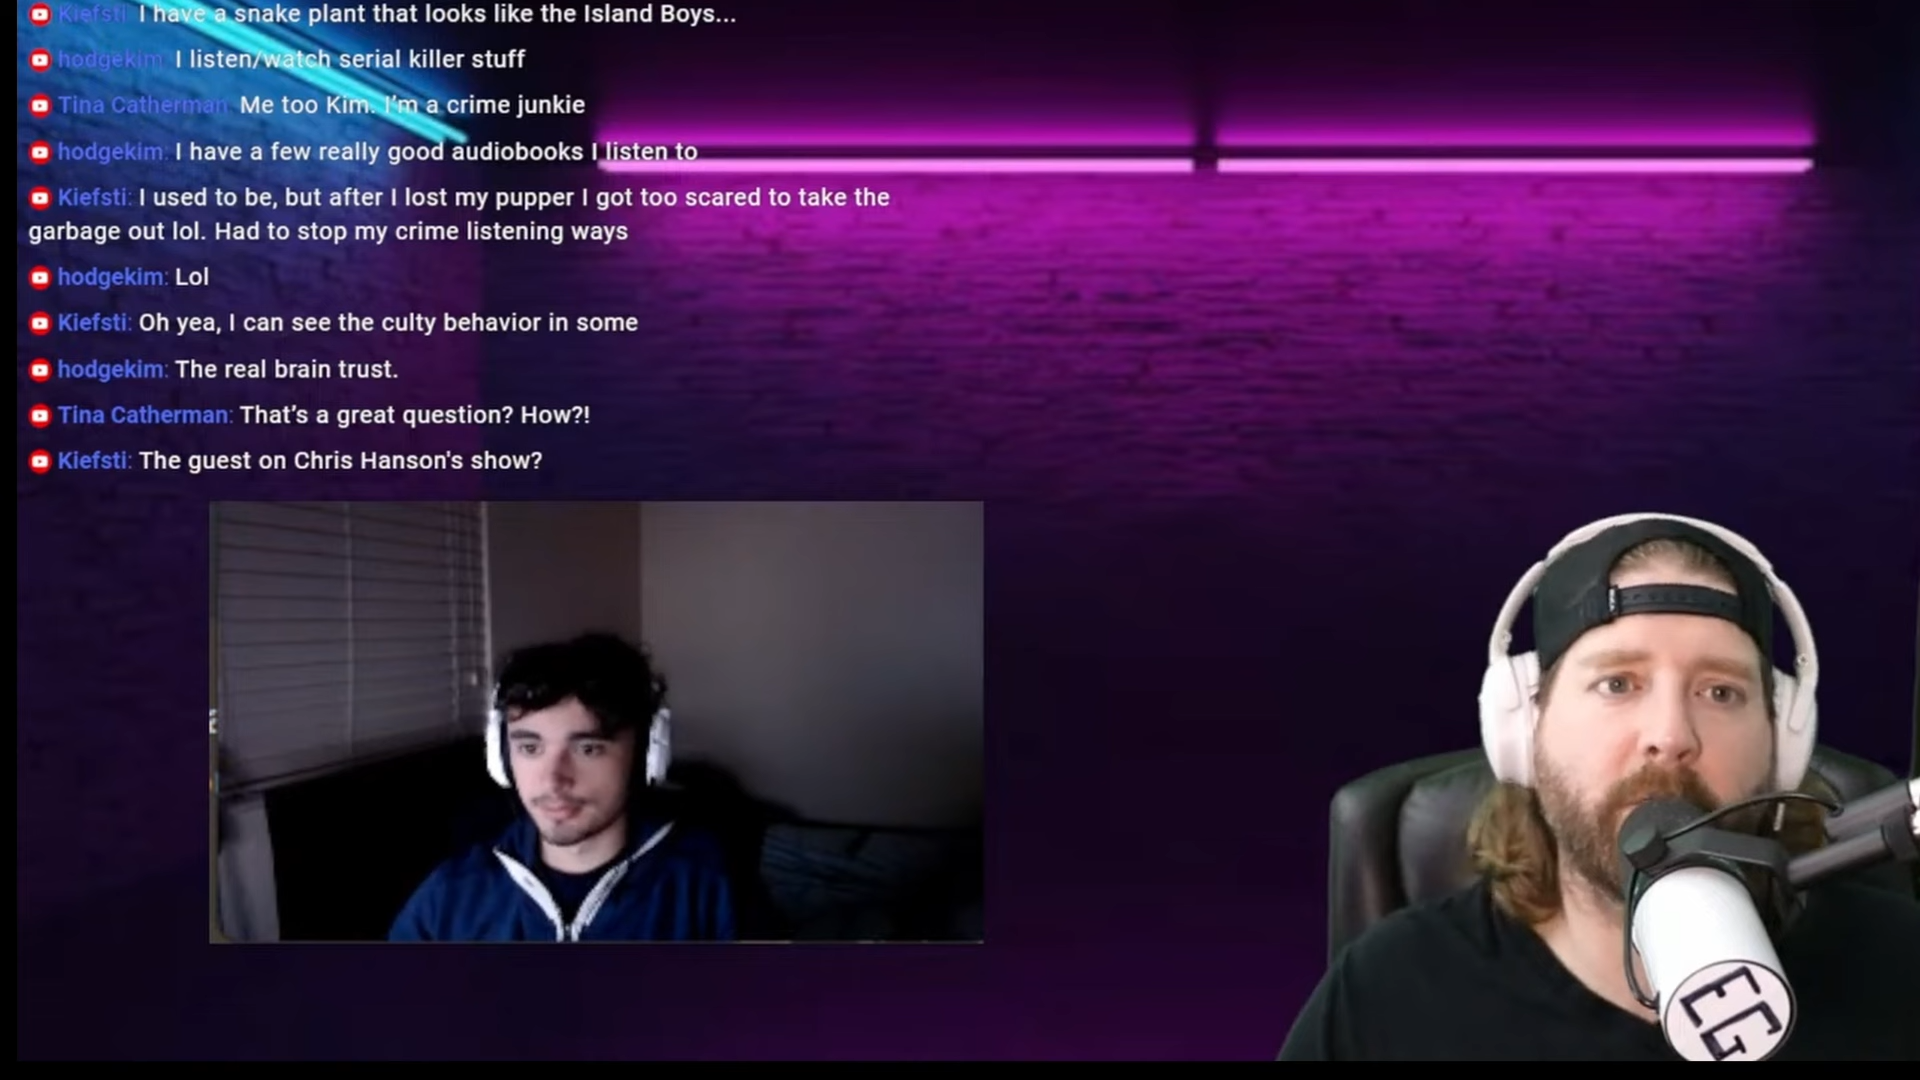 Kiefsti: I have a snake plant that looks like the Island Boys...
hodgekim: I listen/watch serial killer stuff
Tina Catherman: Me too Kim. I'm a crime junkie
hodgekim: I have a few really good audiobooks I listen to
Kiefsti: I used to be, but after I lost my pupper I got too scared to take the
garbage out lol. Had to stop my crime listening ways
hodgekim: Lol
Kiefsti: Oh yea, I can see the culty behavior in some
hodgekim: The real brain trust.
Tina Catherman: That's a great question? How?!
Kiefsti: The guest on Chris Hanson's show?
EG